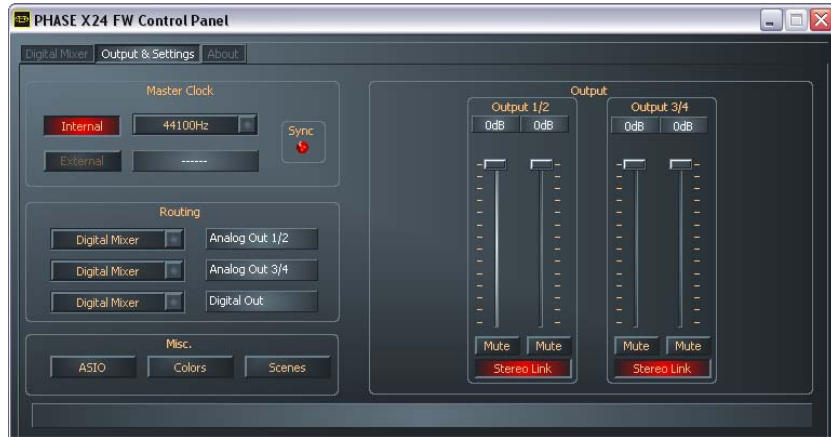 PHASE X24 FW Control Panel
Digital Mixer Output & Settings About
Master Clock
Internal 44100Hz
Sync
External ------
Routing
Digital Mixer Analog Out 1/2
Digital Mixer Analog Out 3/4
Digital Mixer Digital Out
Misc.
ASIO Colors Scenes
Output
Output 1/2 Output 3/4
0dB 0dB 0dB 0dB
Mute Mute Mute Mute
Stereo Link Stereo Link